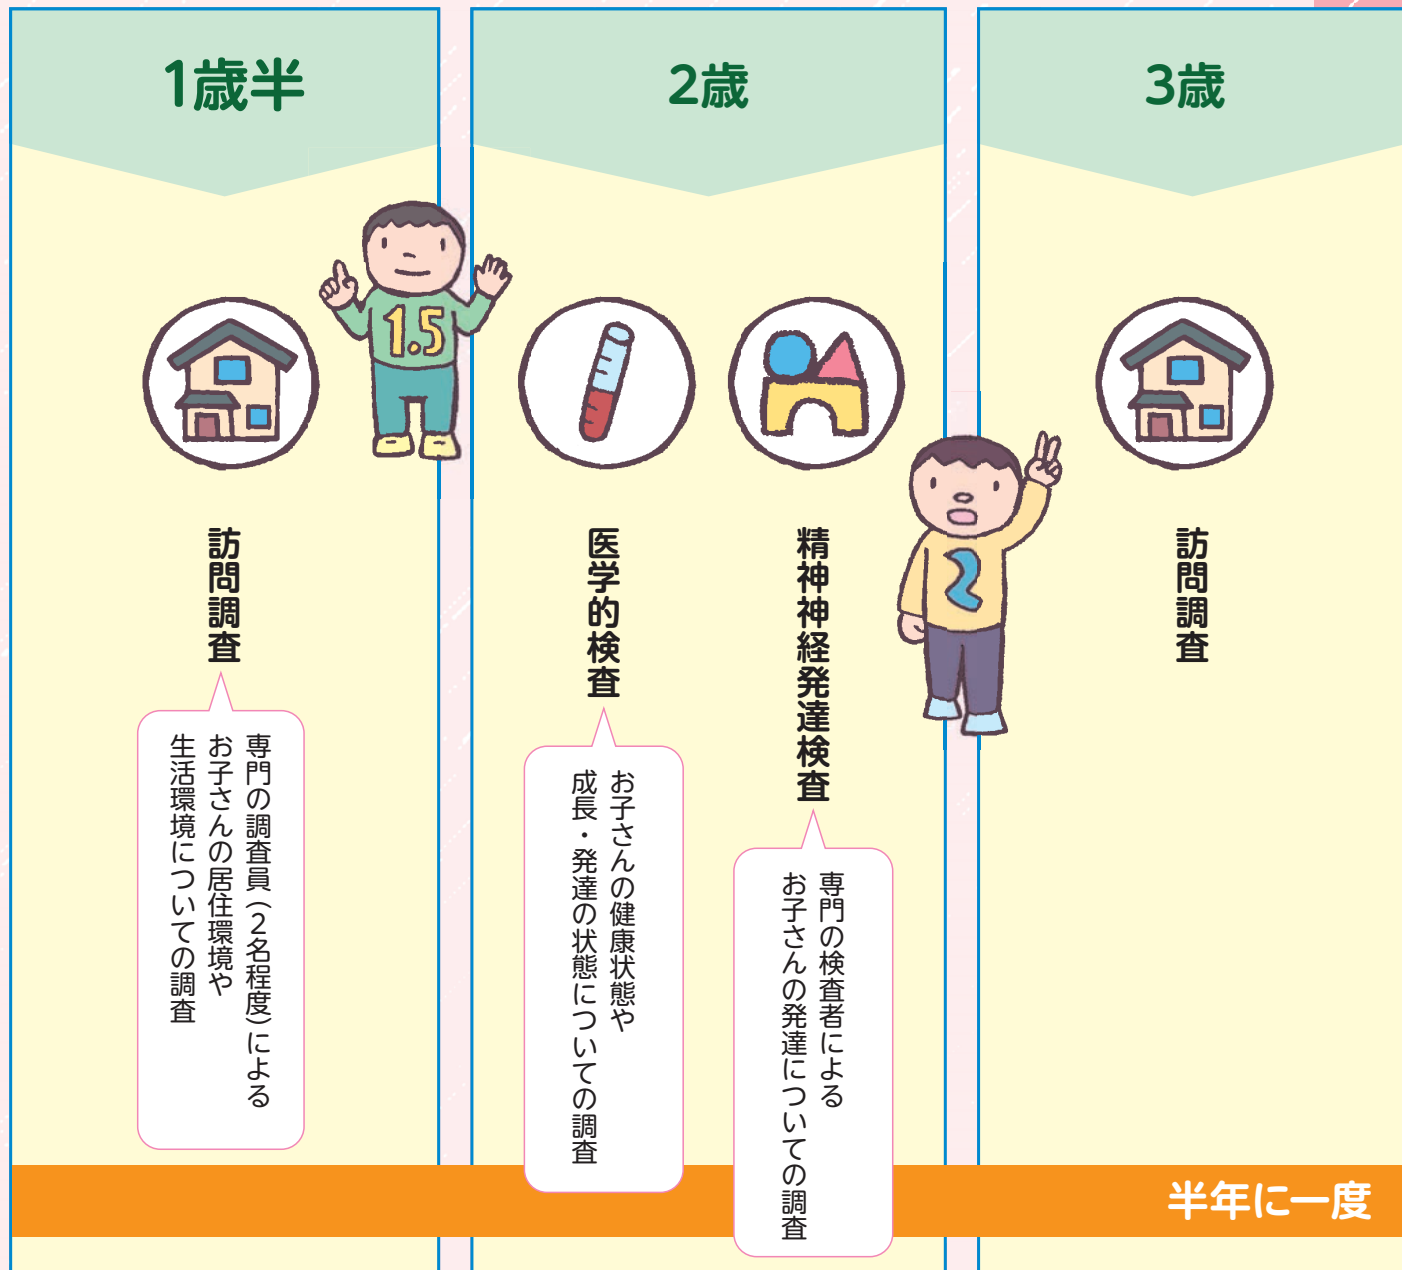 1歳半
1.5
訪問調査
専門の調査員（2名程度）による
お子さんの居住環境や
生活環境についての調査
2歳
医学的検査
お子さんの健康状態や
成長・発達の状態についての調査
精神神経発達検査
専門の検査者による
お子さんの発達についての調査
2
3歳
訪問調査
半年に一度